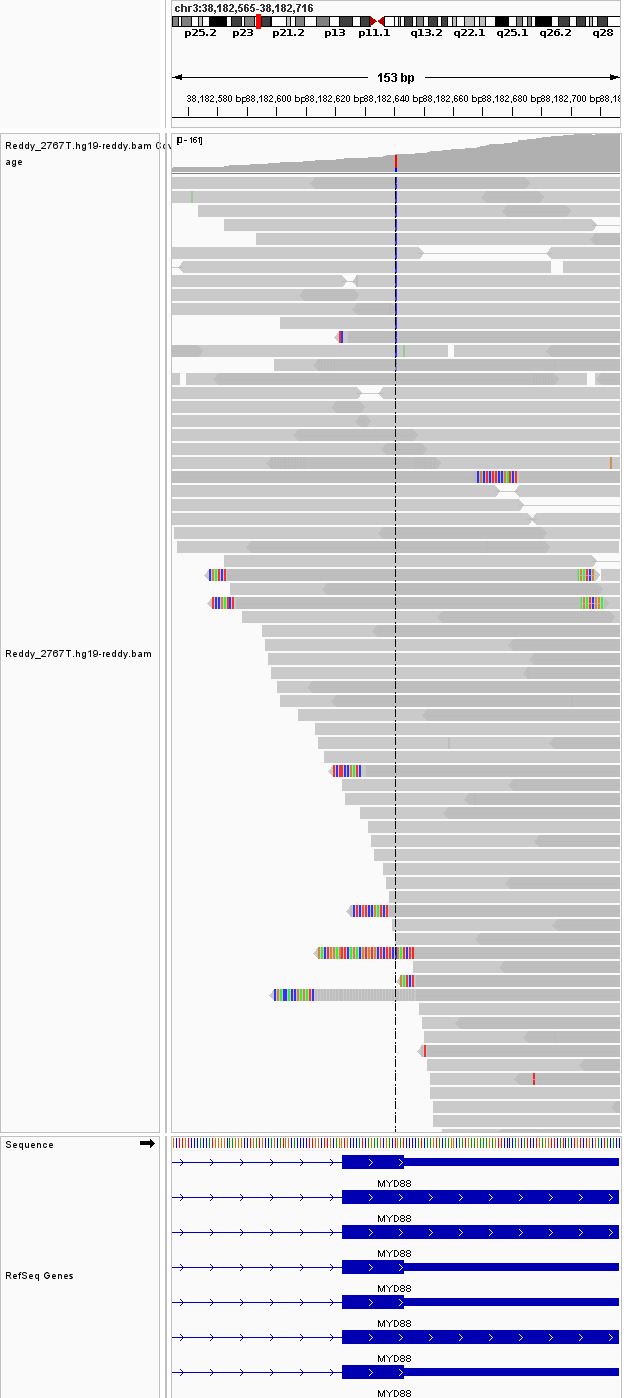 chr3:38,182,565-38,182,716
p25.2 p23 p21.2 p13 p11.1 q13.2 q22.1 q25.1 q26.2 q28
153 bp
38,182,580 bp 38,182,600 bp 38,182,620 bp 38,182,640 bp 38,182,660 bp 38,182,680 bp 38,182,700 bp
Reddy_2767T.hg19-reddy.bam Cov
age
[0 - 161]
Reddy_2767T.hg19-reddy.bam
Sequence
MYD88
MYD88
MYD88
MYD88
RefSeq Genes
MYD88
MYD88
MYD88